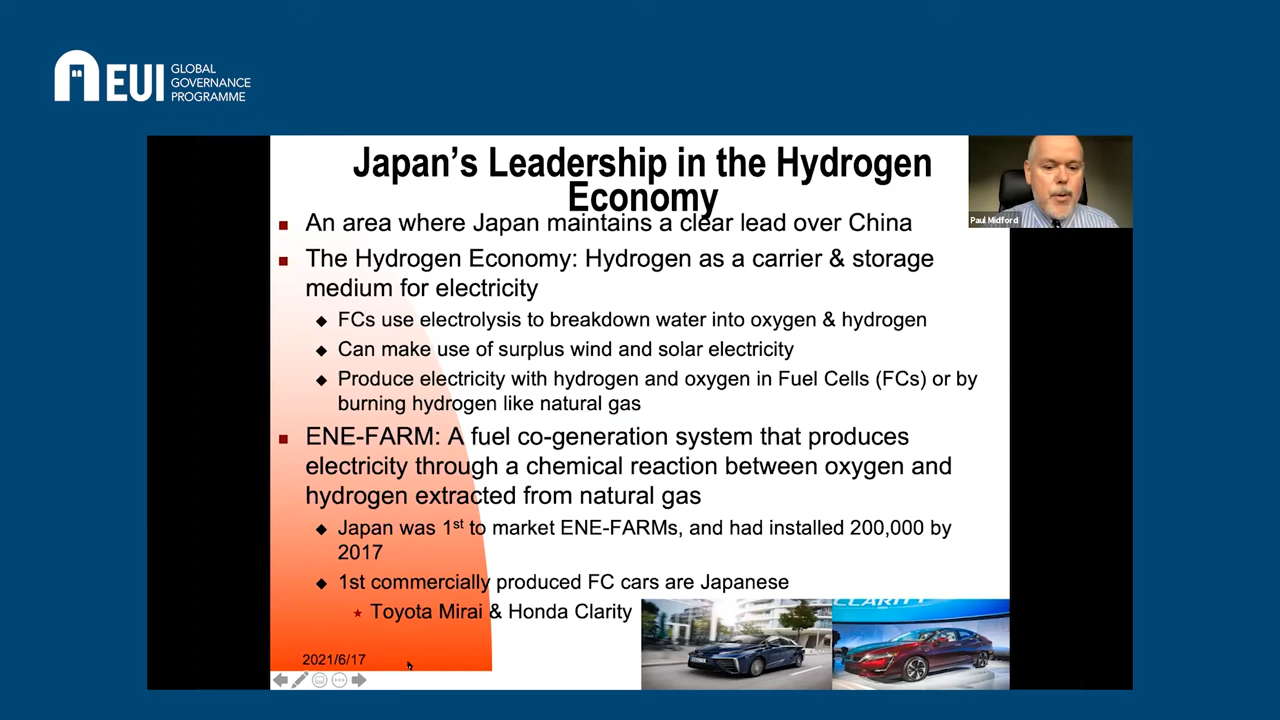 EUI
GLOBAL
GOVERNANCE
PROGRAMME
Japan's Leadership in the Hydrogen
Economy
Paul Midford
An area where Japan maintains a clear lead over China
The Hydrogen Economy: Hydrogen as a carrier & storage
medium for electricity
FCs use electrolysis to breakdown water into oxygen & hydrogen
Can make use of surplus wind and solar electricity
Produce electricity with hydrogen and oxygen in Fuel Cells (FCs) or by
burning hydrogen like natural gas
ENE-FARM: A fuel co-generation system that produces
electricity through a chemical reaction between oxygen and
hydrogen extracted from natural gas
Japan was 1st to market ENE-FARMs, and had installed 200,000 by
2017
1st commercially produced FC cars are Japanese
Toyota Mirai & Honda Clarity
CLARITY
2021/6/17